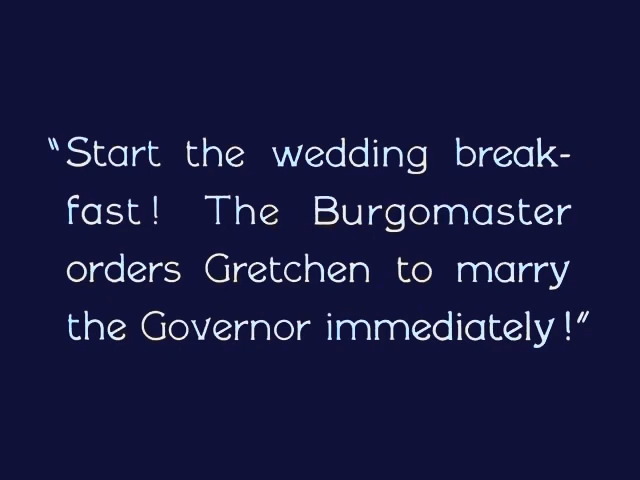 “Start the wedding break-
fast! The Burgomaster
orders Gretchen to marry
the Governor immediately!”